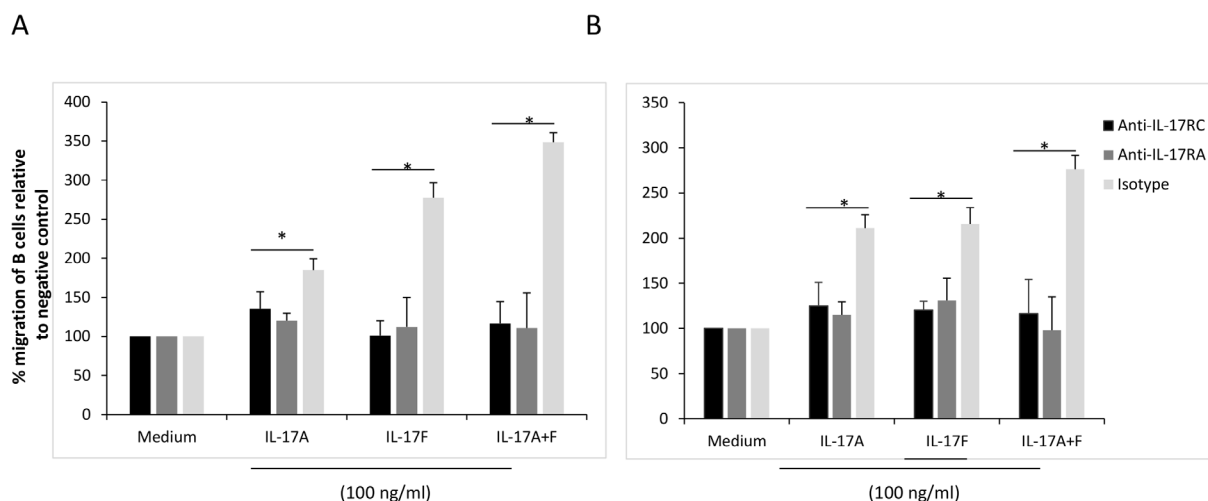 A
B
% migration of B cells relative
to negative control
400
350
300
250
200
150
100
50
0
*
*
*
Medium
IL-17A
IL-17F
IL-17A+F
(100 ng/ml)
350
300
250
200
150
100
50
0
*
*
*
Medium
IL-17A
IL-17F
IL-17A+F
(100 ng/ml)
Anti-IL-17RC
Anti-IL-17RA
Isotype